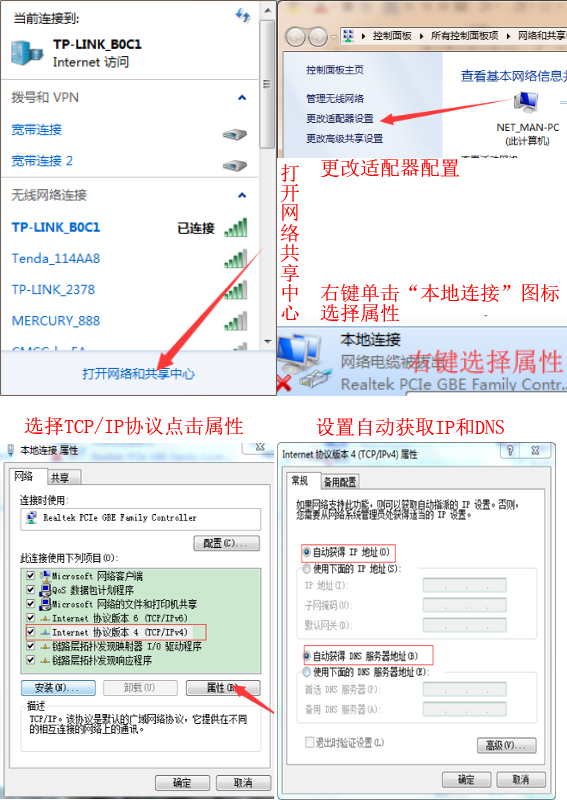 当前连接到:
TP-LINK_B0C1
Internet 访问
拨号和 VPN
宽带连接
宽带连接 2
无线网络连接
TP-LINK_B0C1 已连接
Tenda_114AA8
TP-LINK_2378
MERCURY_888
打开网络和共享中心
打开网络共享中心
控制面板 所有控制面板项 网络和共享
控制面板主页
管理无线网络
更改适配器设置
更改高级共享设置
查看基本网络信息
NET_MAN-PC
(此计算机)
更改适配器配置
右键单击“本地连接”图标
选择属性
本地连接
网络电缆被拔出
右键选择属性
Realtek PCIe GBE Family Contr...
选择TCP/IP协议点击属性
本地连接 属性
网络 共享
连接时使用:
Realtek PCIe GBE Family Controller
配置(C)...
此连接使用下列项目(O):
Microsoft 网络客户端
QoS 数据包计划程序
Microsoft 网络的文件和打印机共享
Internet 协议版本 6 (TCP/IPv6)
Internet 协议版本 4 (TCP/IPv4)
链路层拓扑发现映射器 I/O 驱动程序
链路层拓扑发现响应程序
安装(N)... 卸载(U) 属性(R)
描述
TCP/IP。该协议是默认的广域网络协议，它提供在不同
的相互连接的网络上的通讯。
确定 取消
设置自动获取IP和DNS
Internet 协议版本 4 (TCP/IPv4) 属性
常规 备用配置
如果网络支持此功能，则可以获取自动指派的 IP 设置。否则，
您需要从网络系统管理员处获得适当的 IP 设置。
自动获得 IP 地址(O)
使用下面的 IP 地址(S):
IP 地址(I):
子网掩码(U):
默认网关(D):
自动获得 DNS 服务器地址(B)
使用下面的 DNS 服务器地址(E):
首选 DNS 服务器(P):
备用 DNS 服务器(A):
退出时验证设置(L)
高级(V)...
确定 取消